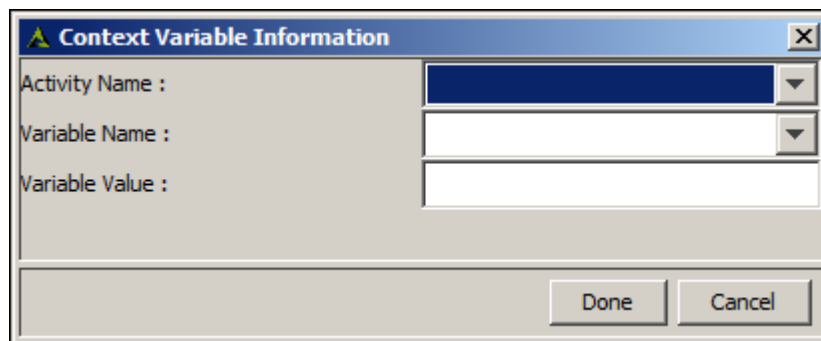 Context Variable Information
Activity Name :
Variable Name :
Variable Value :
Done Cancel